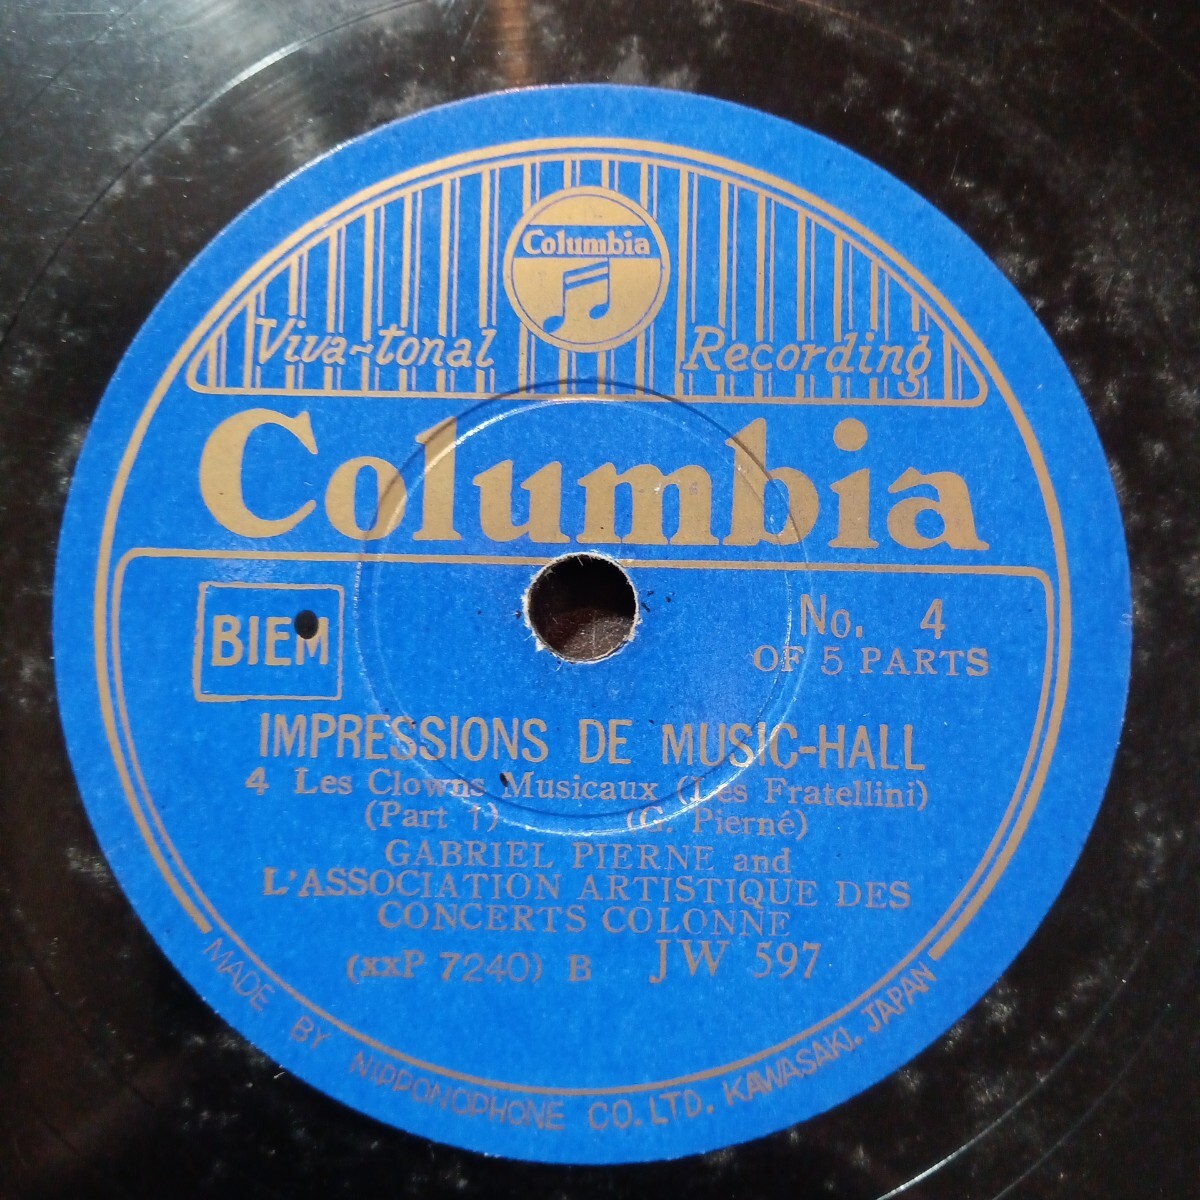 Columbia
Viva-tonal Recording
Columbia
BIEM
No. 4
OF 5 PARTS
IMPRESSIONS DE MUSIC-HALL
4 Les Clowns Musicaux (Les Fratellini)
(Part 1) (G. Pierné)
GABRIEL PIERNE and
L'ASSOCIATION ARTISTIQUE DES
CONCERTS COLONNE
(xxP 7240) B JW 597
MADE BY NIPPONOPHONE CO. LTD. KAWASAKI, JAPAN